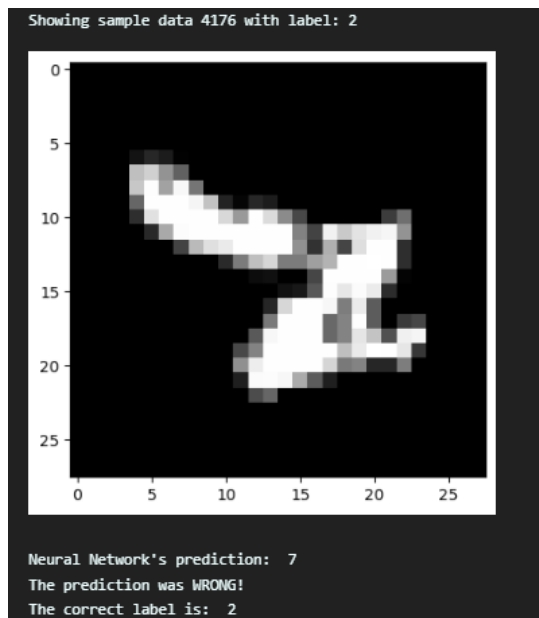 Showing sample data 4176 with label: 2
0
5
10
15
20
25
0 5 10 15 20 25
Neural Network's prediction:  7
The prediction was WRONG!
The correct label is:  2